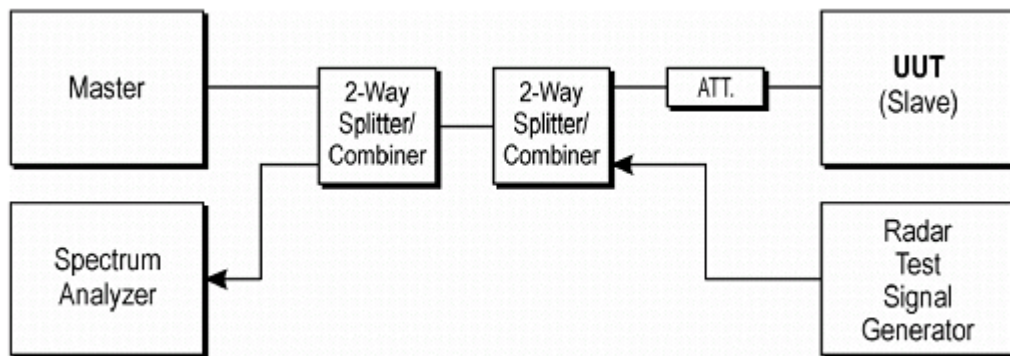 Master
2-Way
Splitter/
Combiner
2-Way
Splitter/
Combiner
ATT.
UUT
(Slave)
Spectrum
Analyzer
Radar
Test
Signal
Generator